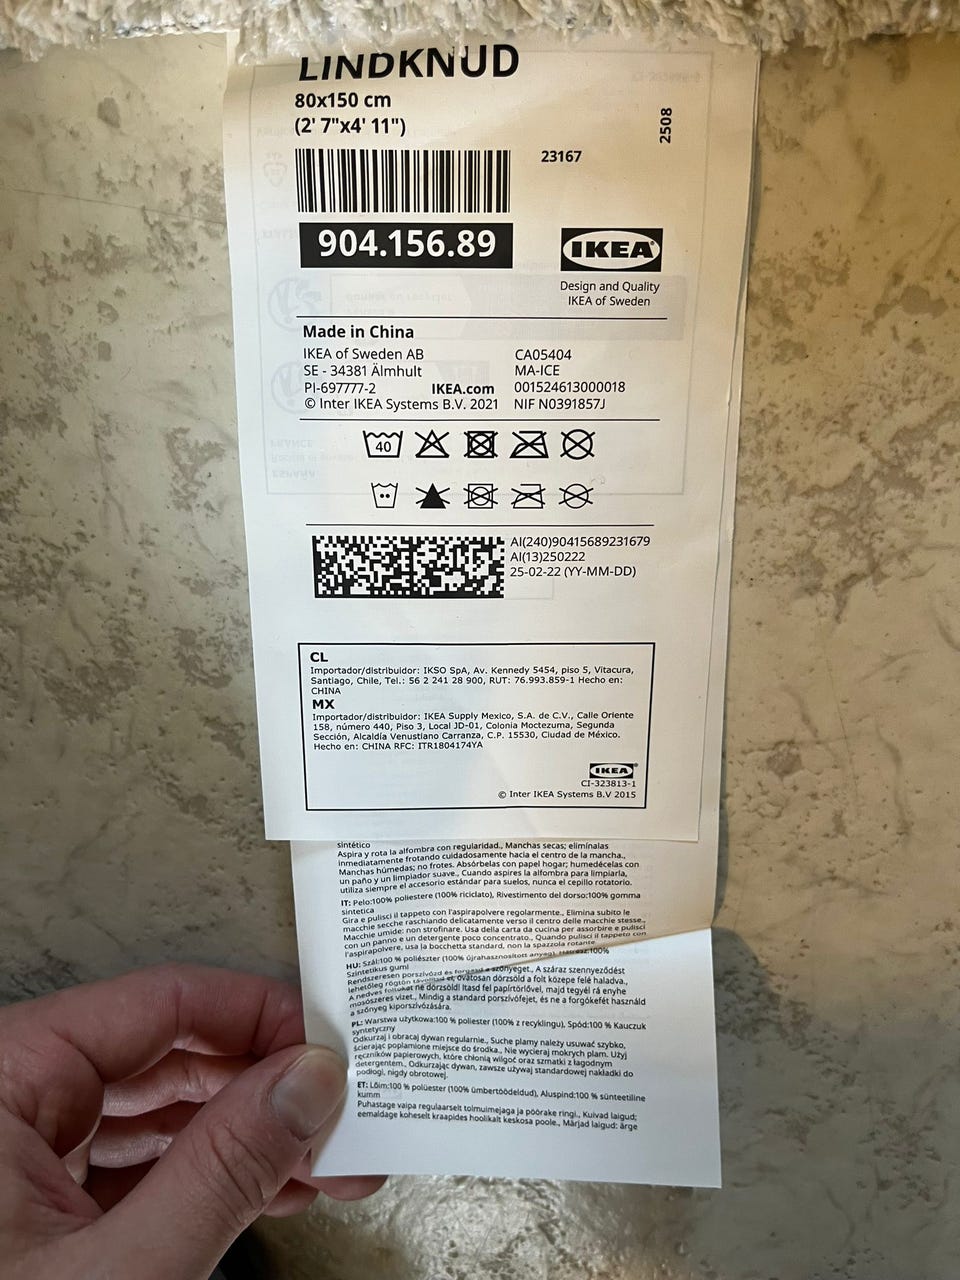 LINDKNUD
80x150 cm
(2' 7"x4' 11")
2508
23167
904.156.89
IKEA
Design and Quality
IKEA of Sweden
Made in China
IKEA of Sweden AB
SE - 34381 Älmhult
PI-697777-2 IKEA.com
© Inter IKEA Systems B.V. 2021
CA05404
MA-ICE
001524613000018
NIF N0391857J
40
AI(240)90415689231679
AI(13)250222
25-02-22 (YY-MM-DD)
CL
Importador/distribuidor: IKSO SpA, Av. Kennedy 5454, piso 5, Vitacura,
Santiago, Chile, Tel.: 56 2 241 28 900, RUT: 76.993.859-1 Hecho en:
CHINA
MX
Importador/distribuidor: IKEA Supply Mexico, S.A. de C.V., Calle Oriente
158, número 440, Piso 3, Local JD-01, Colonia Moctezuma, Segunda
Sección, Alcaldía Venustiano Carranza, C.P. 15530, Ciudad de México.
Hecho en: CHINA RFC: ITR1804174YA
IKEA
CI-323813-1
© Inter IKEA Systems B.V 2015
sintético
Aspira y rota la alfombra con regularidad., Manchas secas; elimínalas
inmediatamente frotando cuidadosamente hacia el centro de la mancha.,
Manchas húmedas; no frotes. Absórbelas con papel hogar; humedécelas con
un paño y un limpiador suave., Cuando aspires la alfombra para limpiarla,
utiliza siempre el accesorio estándar para suelos, nunca el cepillo rotatorio.
IT: Pelo:100% poliestere (100% riciclato), Rivestimento del dorso:100% gomma
sintetica
Gira e pulisci il tappeto con l'aspirapolvere regolarmente., Elimina subito le
macchie secche raschiando delicatamente verso il centro delle macchie stesse.,
Macchie umide: non strofinare. Usa della carta da cucina per assorbire e pulisci
con un panno e un detergente poco concentrato., Quando pulisci il tappeto con
l'aspirapolvere, usa la bocchetta standard, non la spazzola rotante.
HU: Szál:100 % poliészter (100% újrahasznosított anyag), Hátrész:100%
Szintetikus gumi
Rendszeresen porszívózd és forgasd a szőnyeget., A száraz szennyeződést
lehetőleg rögtön távolítsd el, óvatosan dörzsöld a folt közepe felé haladva.,
A nedves foltokat ne dörzsöld! Itasd fel papírtörlővel, majd tegyél rá enyhe
mosószeres vizet., Mindig a standard porszívófejet, és ne a forgókefét használd
a szőnyeg kiporszívózására.
PL: Warstwa użytkowa:100 % poliester (100% z recyklingu), Spód:100 % Kauczuk
syntetyczny
Odkurzaj i obracaj dywan regularnie., Suche plamy należy usuwać szybko,
ścierając poplamione miejsce do środka., Nie wycieraj mokrych plam. Użyj
ręczników papierowych, które chłonią wilgoć oraz szmatki z łagodnym
detergentem., Odkurzając dywan, zawsze używaj standardowej nakładki do
podłogi, nigdy obrotowej.
ET: Lõim:100 % polüester (100% ümbertöödeldud), Aluspind:100 % sünteetiline
kumm
Puhastage vaipa regulaarselt tolmuimejaga ja pöörake ringi., Kuivad laigud;
eemaldage koheselt kraapides hoolikalt keskosa poole., Märjad laigud: ärge